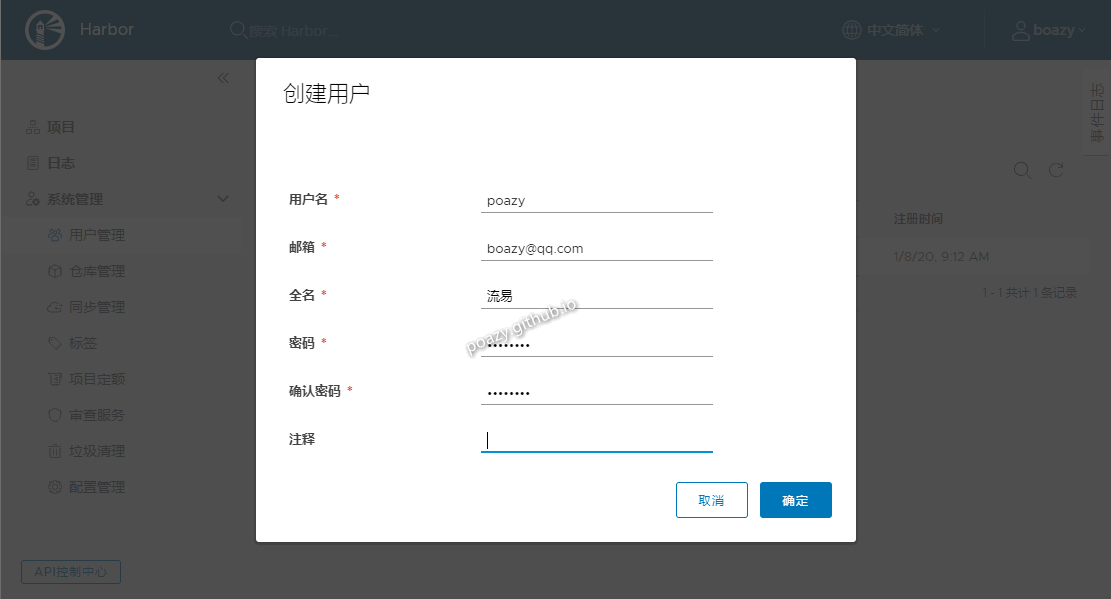 Harbor
搜索 Harbor...
中文简体
boazy
事件日志
项目
日志
系统管理
用户管理
仓库管理
同步管理
标签
项目定额
审查服务
垃圾清理
配置管理
API控制中心
创建用户
用户名 *
poazy
邮箱 *
boazy@qq.com
全名 *
流易
密码 *
••••••••
确认密码 *
••••••••
注释
取消
确定
注册时间
1/8/20, 9:12 AM
1 - 1 共计 1 条记录
poazy.github.io